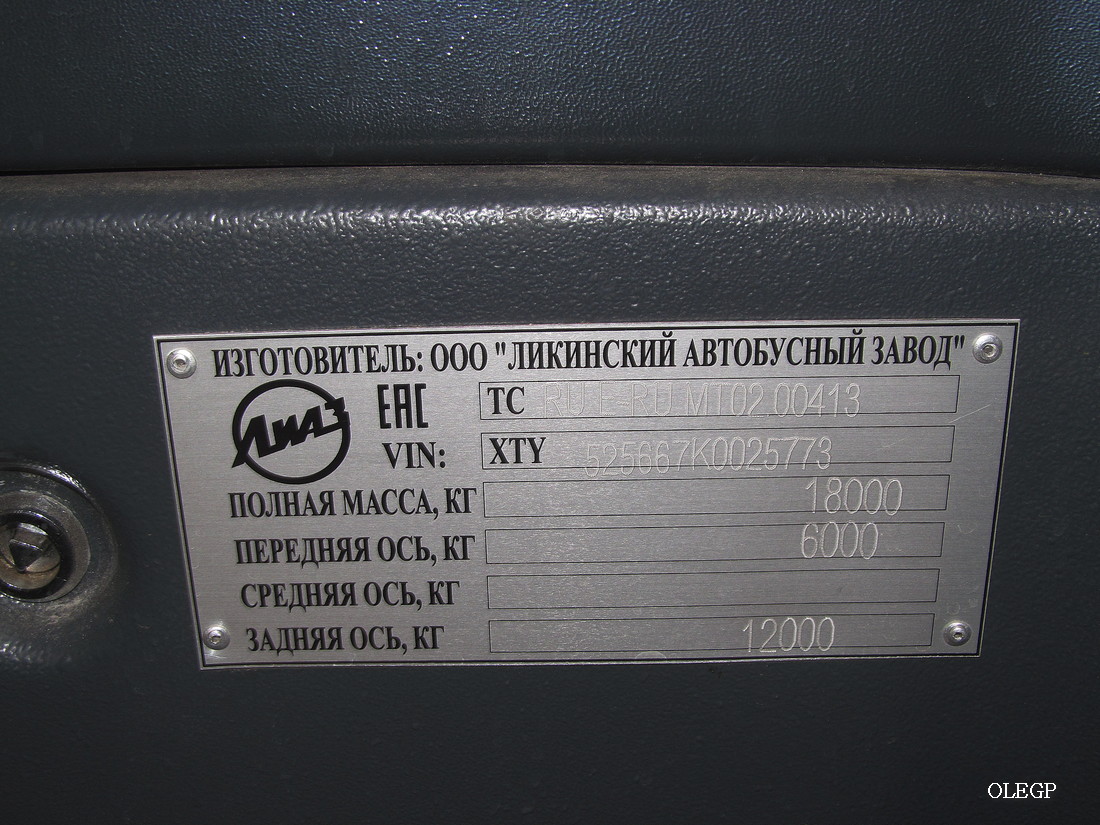 ИЗГОТОВИТЕЛЬ: ООО "ЛИКИНСКИЙ АВТОБУСНЫЙ ЗАВОД"
ЛиАЗ EAC ТС RU E-RU.MT02.00413
VIN: XTY 525667K0025773
ПОЛНАЯ МАССА, КГ 18000
ПЕРЕДНЯЯ ОСЬ, КГ 6000
СРЕДНЯЯ ОСЬ, КГ
ЗАДНЯЯ ОСЬ, КГ 12000
OLEGP